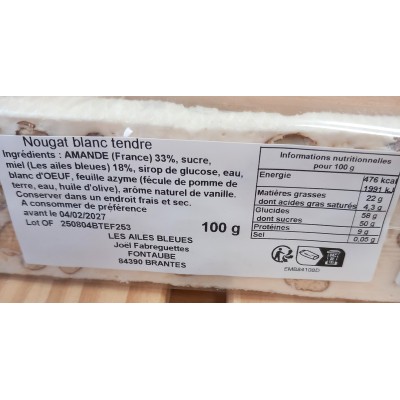 Nougat blanc tendre
Ingrédients : AMANDE (France) 33%, sucre,
miel (Les ailes bleues) 18%, sirop de glucose, eau,
blanc d'OEUF, feuille azyme (fécule de pomme de
terre, eau, huile d'olive), arôme naturel de vanille.
Conserver dans un endroit frais et sec.
A consommer de préférence
avant le 04/02/2027
Lot OF 250804BTEF253
100 g
LES AILES BLEUES
Joël Fabreguettes
FONTAUBE
84390 BRANTES
Informations nutritionnelles
pour 100 g
Energie 476 kcal
1991 kJ
Matières grasses 22 g
dont acides gras saturés 4,3 g
Glucides 58 g
dont sucres 50 g
Protéines 9 g
Sel 0,05 g